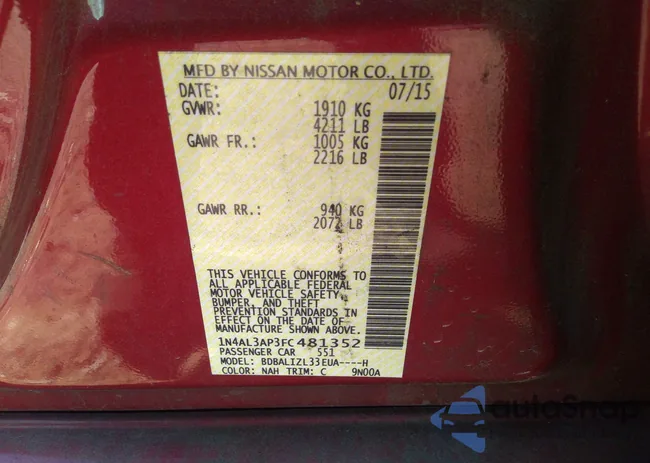 MFD BY NISSAN MOTOR CO., LTD.
DATE: 07/15
GVWR: 1910 KG
4211 LB
GAWR FR.: 1005 KG
2216 LB
GAWR RR.: 940 KG
2072 LB
THIS VEHICLE CONFORMS TO
ALL APPLICABLE FEDERAL
MOTOR VEHICLE SAFETY,
BUMPER, AND THEFT
PREVENTION STANDARDS IN
EFFECT ON THE DATE OF
MANUFACTURE SHOWN ABOVE.
1N4AL3AP3FC481352
PASSENGER CAR 551
MODEL: BDBALIZL33EUA----H
COLOR: NAH TRIM: C 9N00A
autoSnap